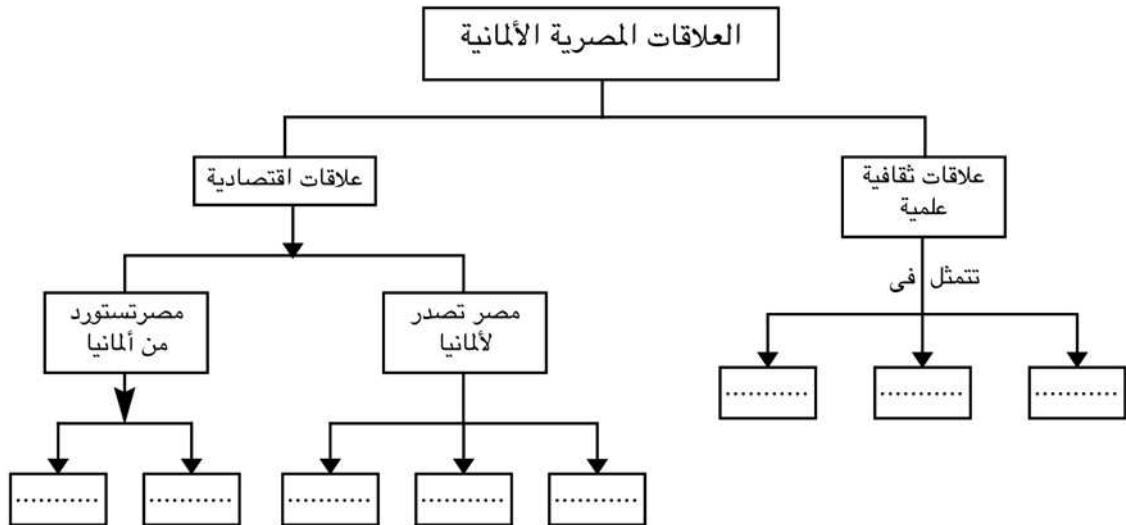 العلاقات المصرية الألمانية
علاقات ثقافية
علمية
علاقات اقتصادية
تتمثل فى
مصر تصدر
لألمانيا
مصرتستورد
من ألمانيا
...........
...........
...........
...........
...........
...........
...........
...........